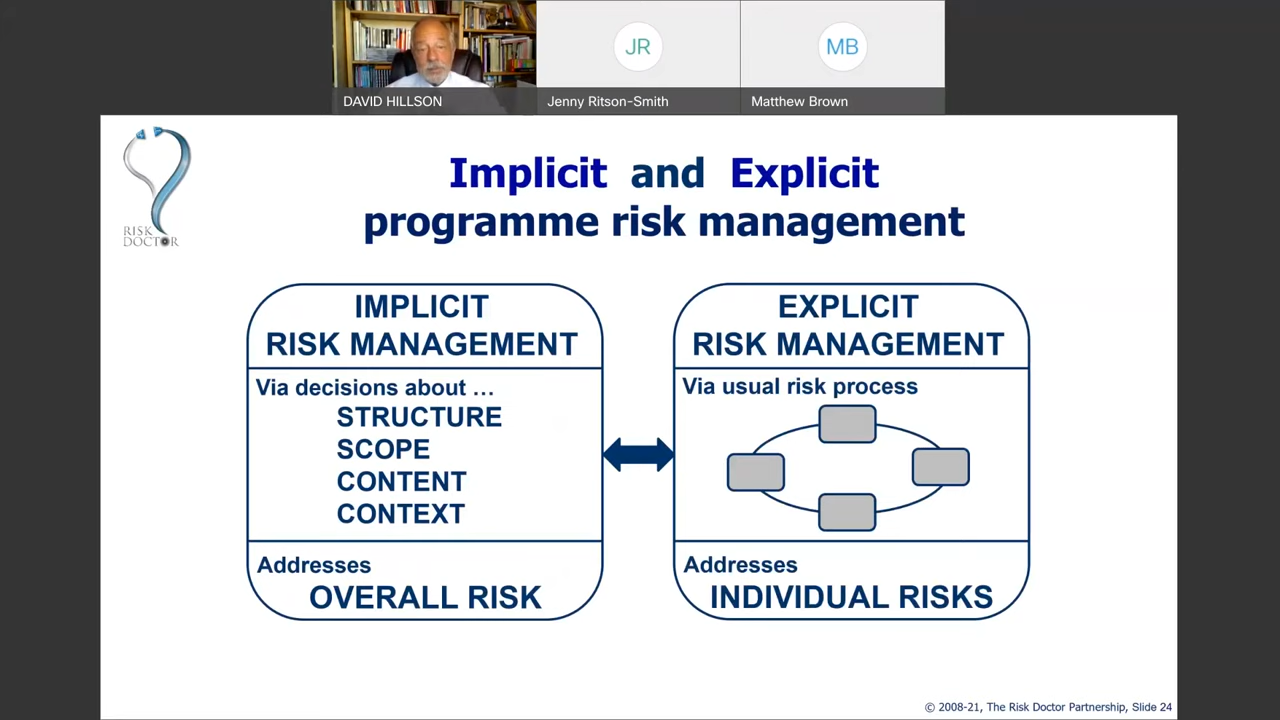 JR
MB
DAVID HILLSON
Jenny Ritson-Smith
Matthew Brown
RISK
DOCTOR
Implicit and Explicit
programme risk management
IMPLICIT
RISK MANAGEMENT
Via decisions about …
STRUCTURE
SCOPE
CONTENT
CONTEXT
Addresses
OVERALL RISK
EXPLICIT
RISK MANAGEMENT
Via usual risk process
Addresses
INDIVIDUAL RISKS
© 2008-21, The Risk Doctor Partnership, Slide 24